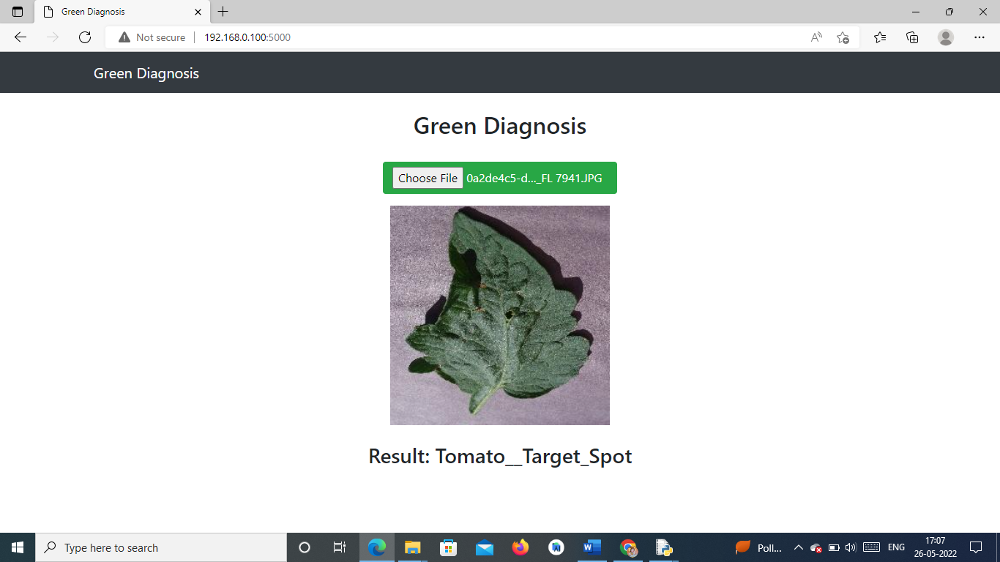 Green Diagnosis
Not secure
192.168.0.100:5000
Green Diagnosis
Green Diagnosis
Choose File 0a2de4c5-d..._FL 7941.JPG
Result: Tomato__Target_Spot
Type here to search
Poll...
ENG
17:07
26-05-2022